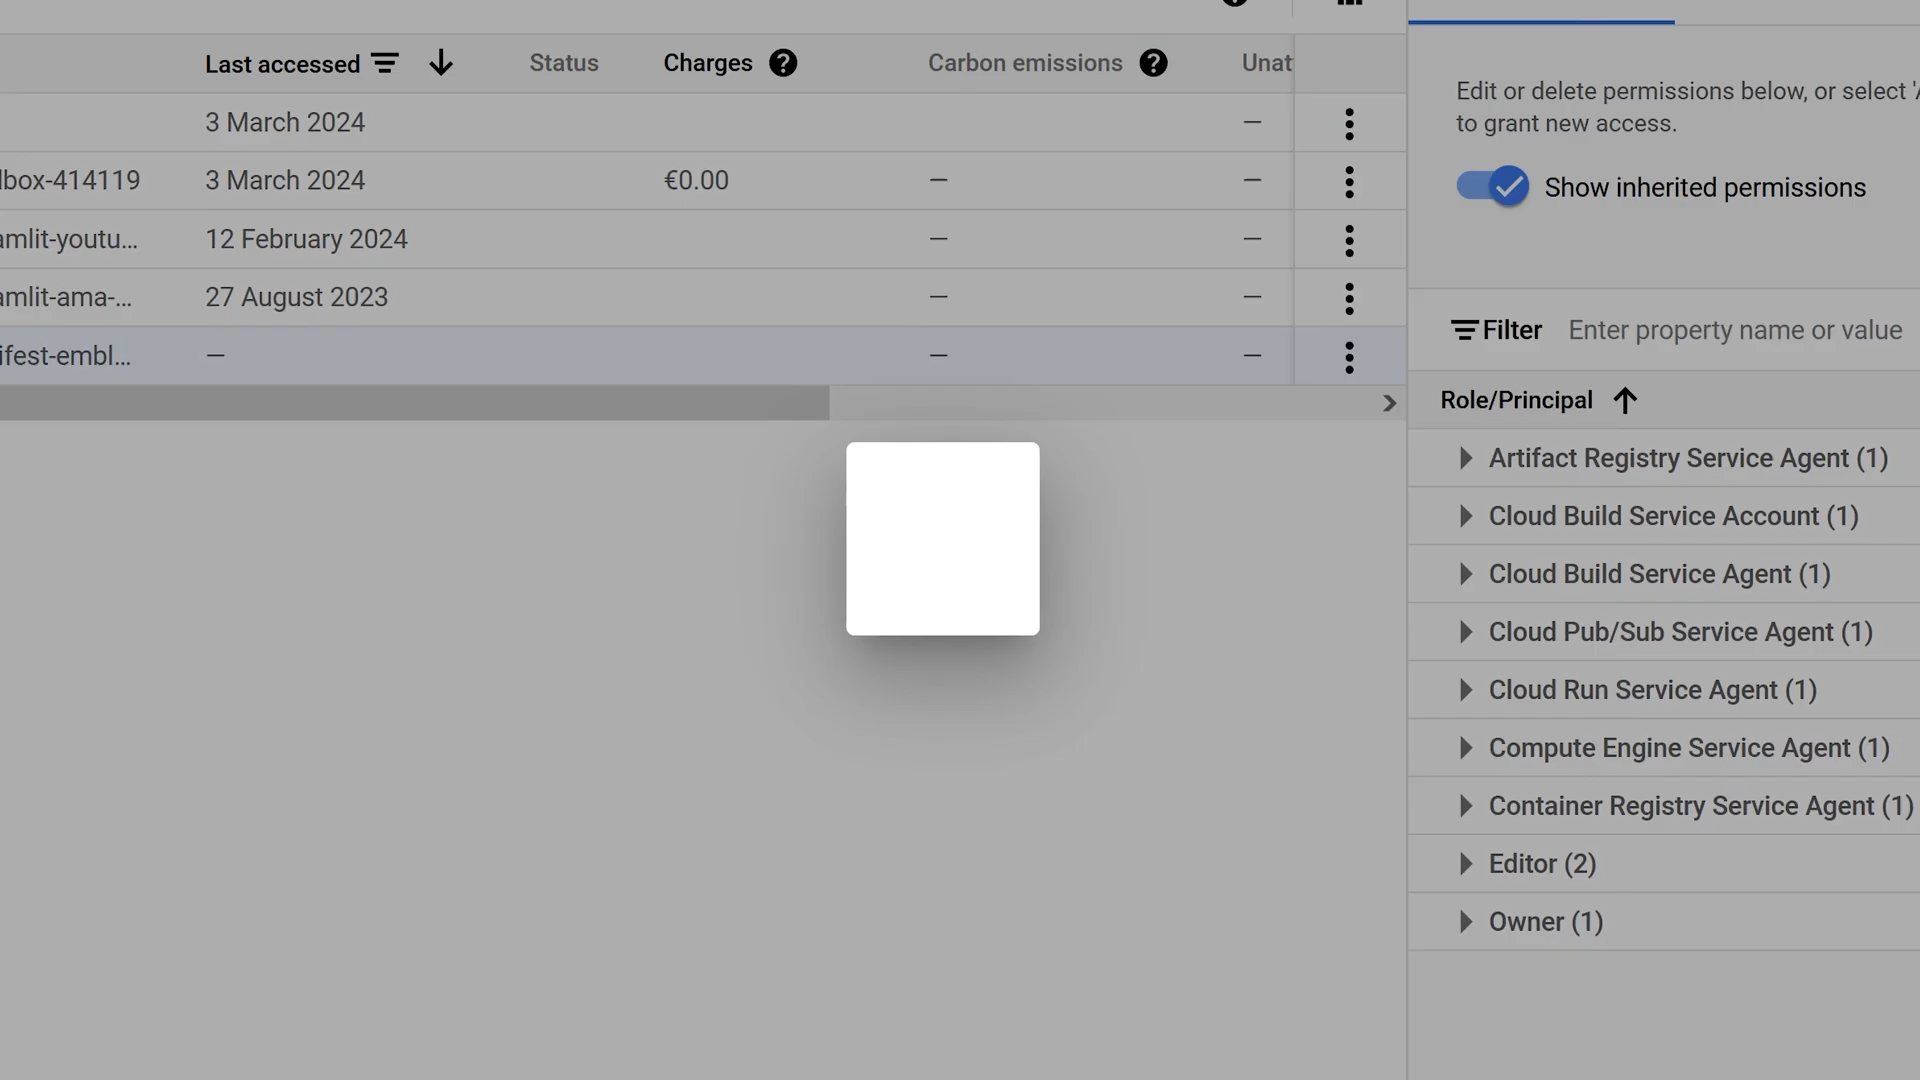 Last accessed Status Charges Carbon emissions Unat
3 March 2024 —
lbox-414119 3 March 2024 €0.00 — —
amlit-youtu... 12 February 2024 — —
amlit-ama-... 27 August 2023 — —
ifest-embl... — — —
Edit or delete permissions below, or select 'A
to grant new access.
Show inherited permissions
Filter Enter property name or value
Role/Principal
Artifact Registry Service Agent (1)
Cloud Build Service Account (1)
Cloud Build Service Agent (1)
Cloud Pub/Sub Service Agent (1)
Cloud Run Service Agent (1)
Compute Engine Service Agent (1)
Container Registry Service Agent (1)
Editor (2)
Owner (1)